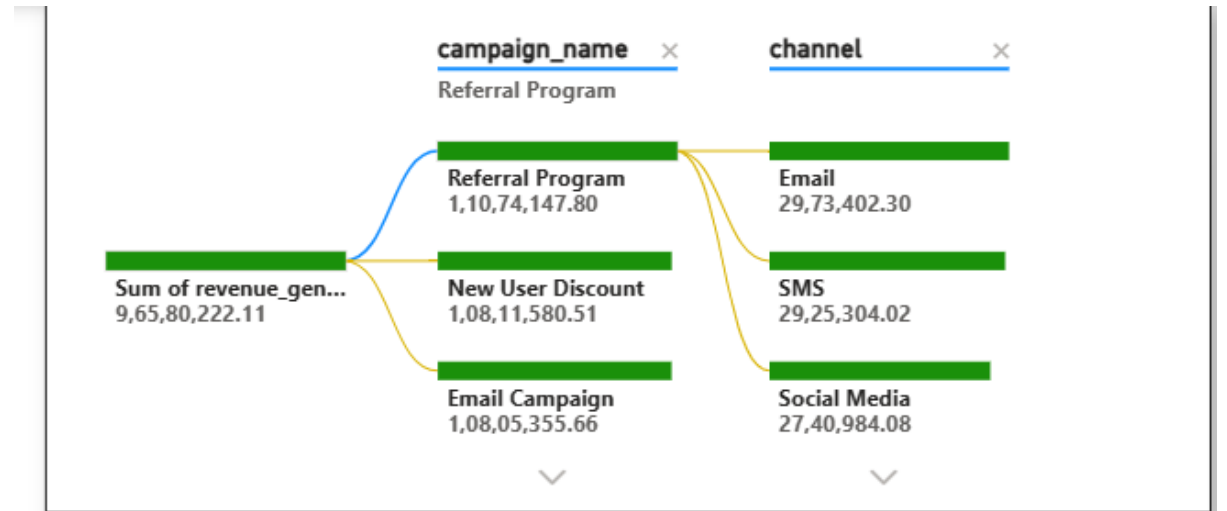 campaign_name
channel
Referral Program
Referral Program
1,10,74,147.80
Email
29,73,402.30
Sum of revenue_gen...
9,65,80,222.11
New User Discount
1,08,11,580.51
SMS
29,25,304.02
Email Campaign
1,08,05,355.66
Social Media
27,40,984.08